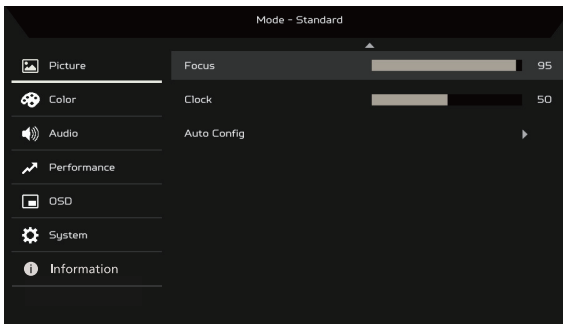 Mode - Standard
Picture
Focus 95
Color
Clock 50
Audio
Auto Config
Performance
OSD
System
Information